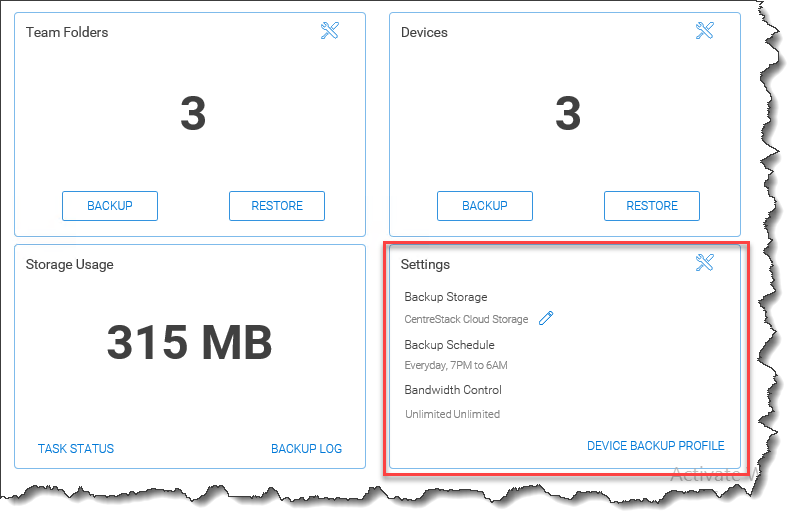 Team Folders
3
BACKUP
RESTORE
Devices
3
BACKUP
RESTORE
Storage Usage
315 MB
TASK STATUS
BACKUP LOG
Settings
Backup Storage
CentreStack Cloud Storage
Backup Schedule
Everyday, 7PM to 6AM
Bandwidth Control
Unlimited Unlimited
DEVICE BACKUP PROFILE
Activate